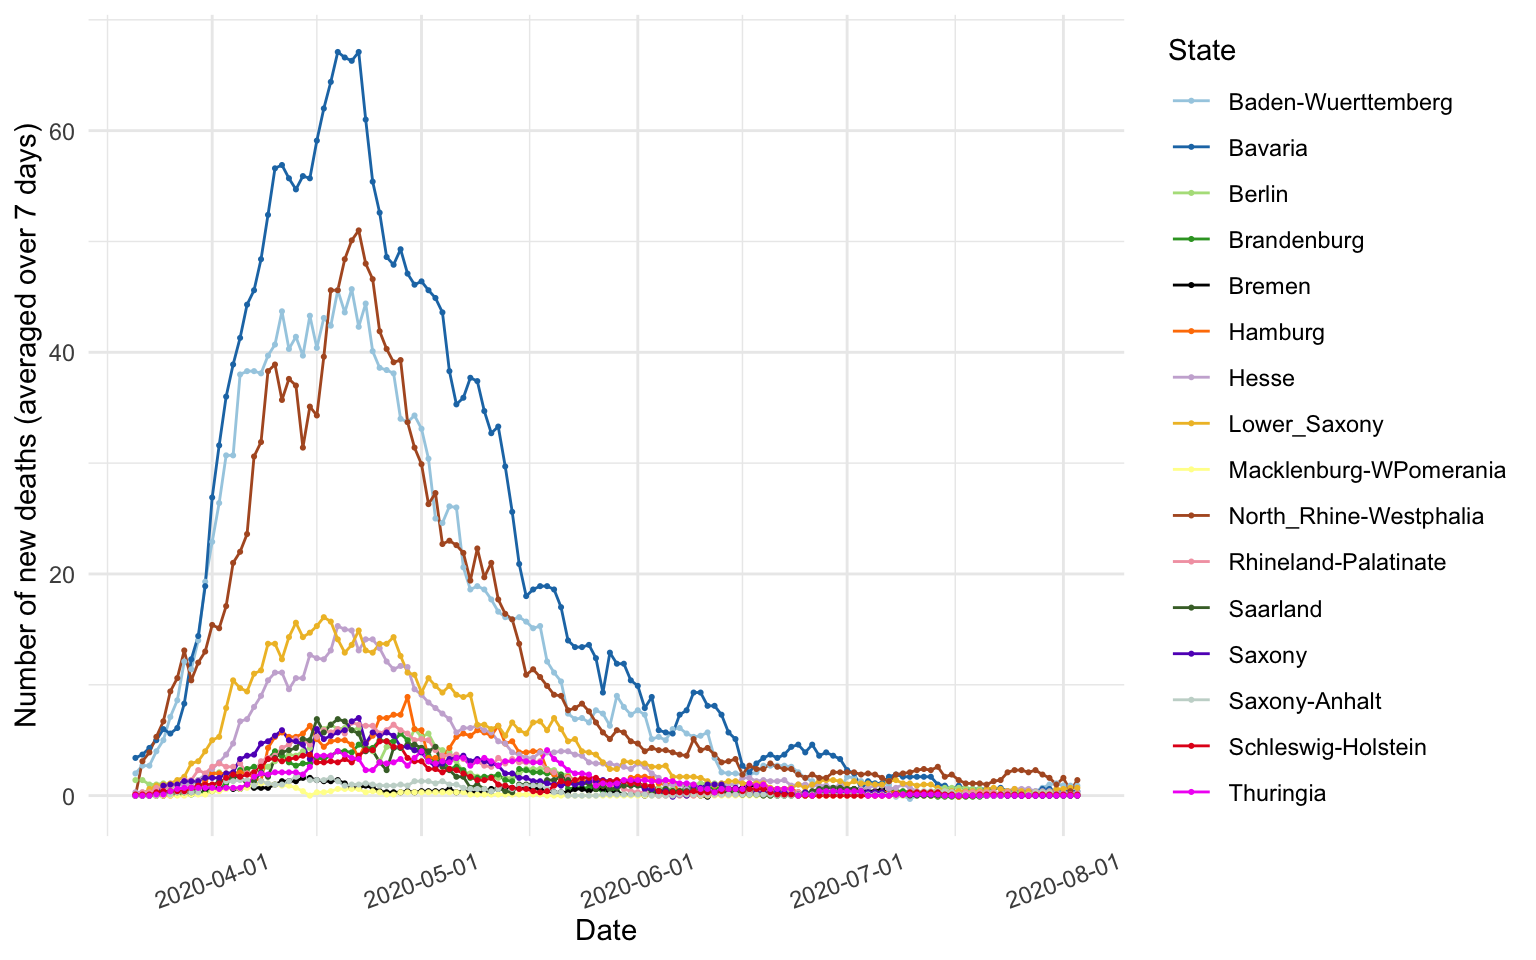 Number of new deaths (averaged over 7 days)
60
40
20
0
2020-04-01
2020-05-01
2020-06-01
2020-07-01
2020-08-01
Date
State
Baden-Wuerttemberg
Bavaria
Berlin
Brandenburg
Bremen
Hamburg
Hesse
Lower_Saxony
Macklenburg-WPomerania
North_Rhine-Westphalia
Rhineland-Palatinate
Saarland
Saxony
Saxony-Anhalt
Schleswig-Holstein
Thuringia